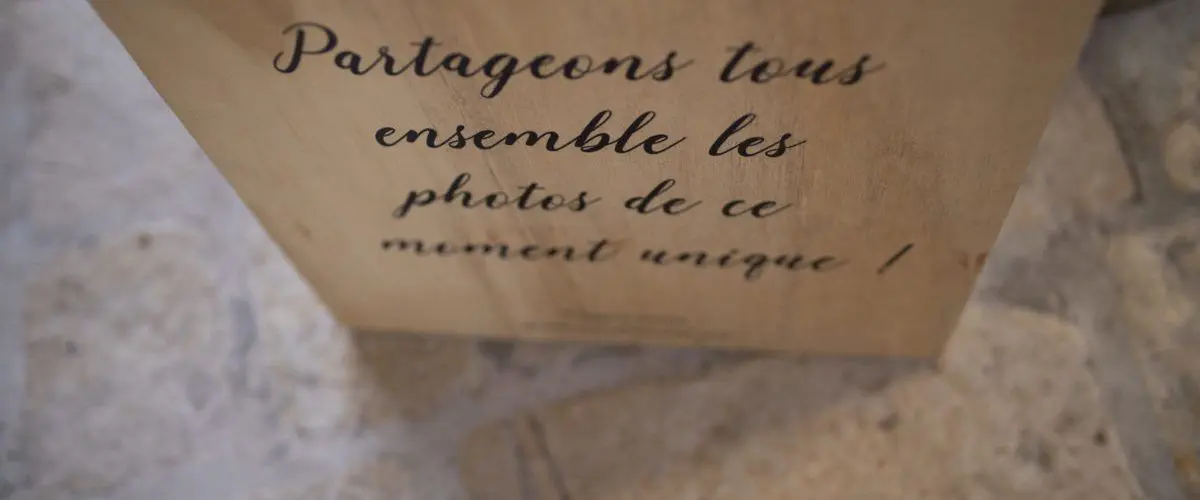 Partageons tous
ensemble les
photos de ce
moment unique !